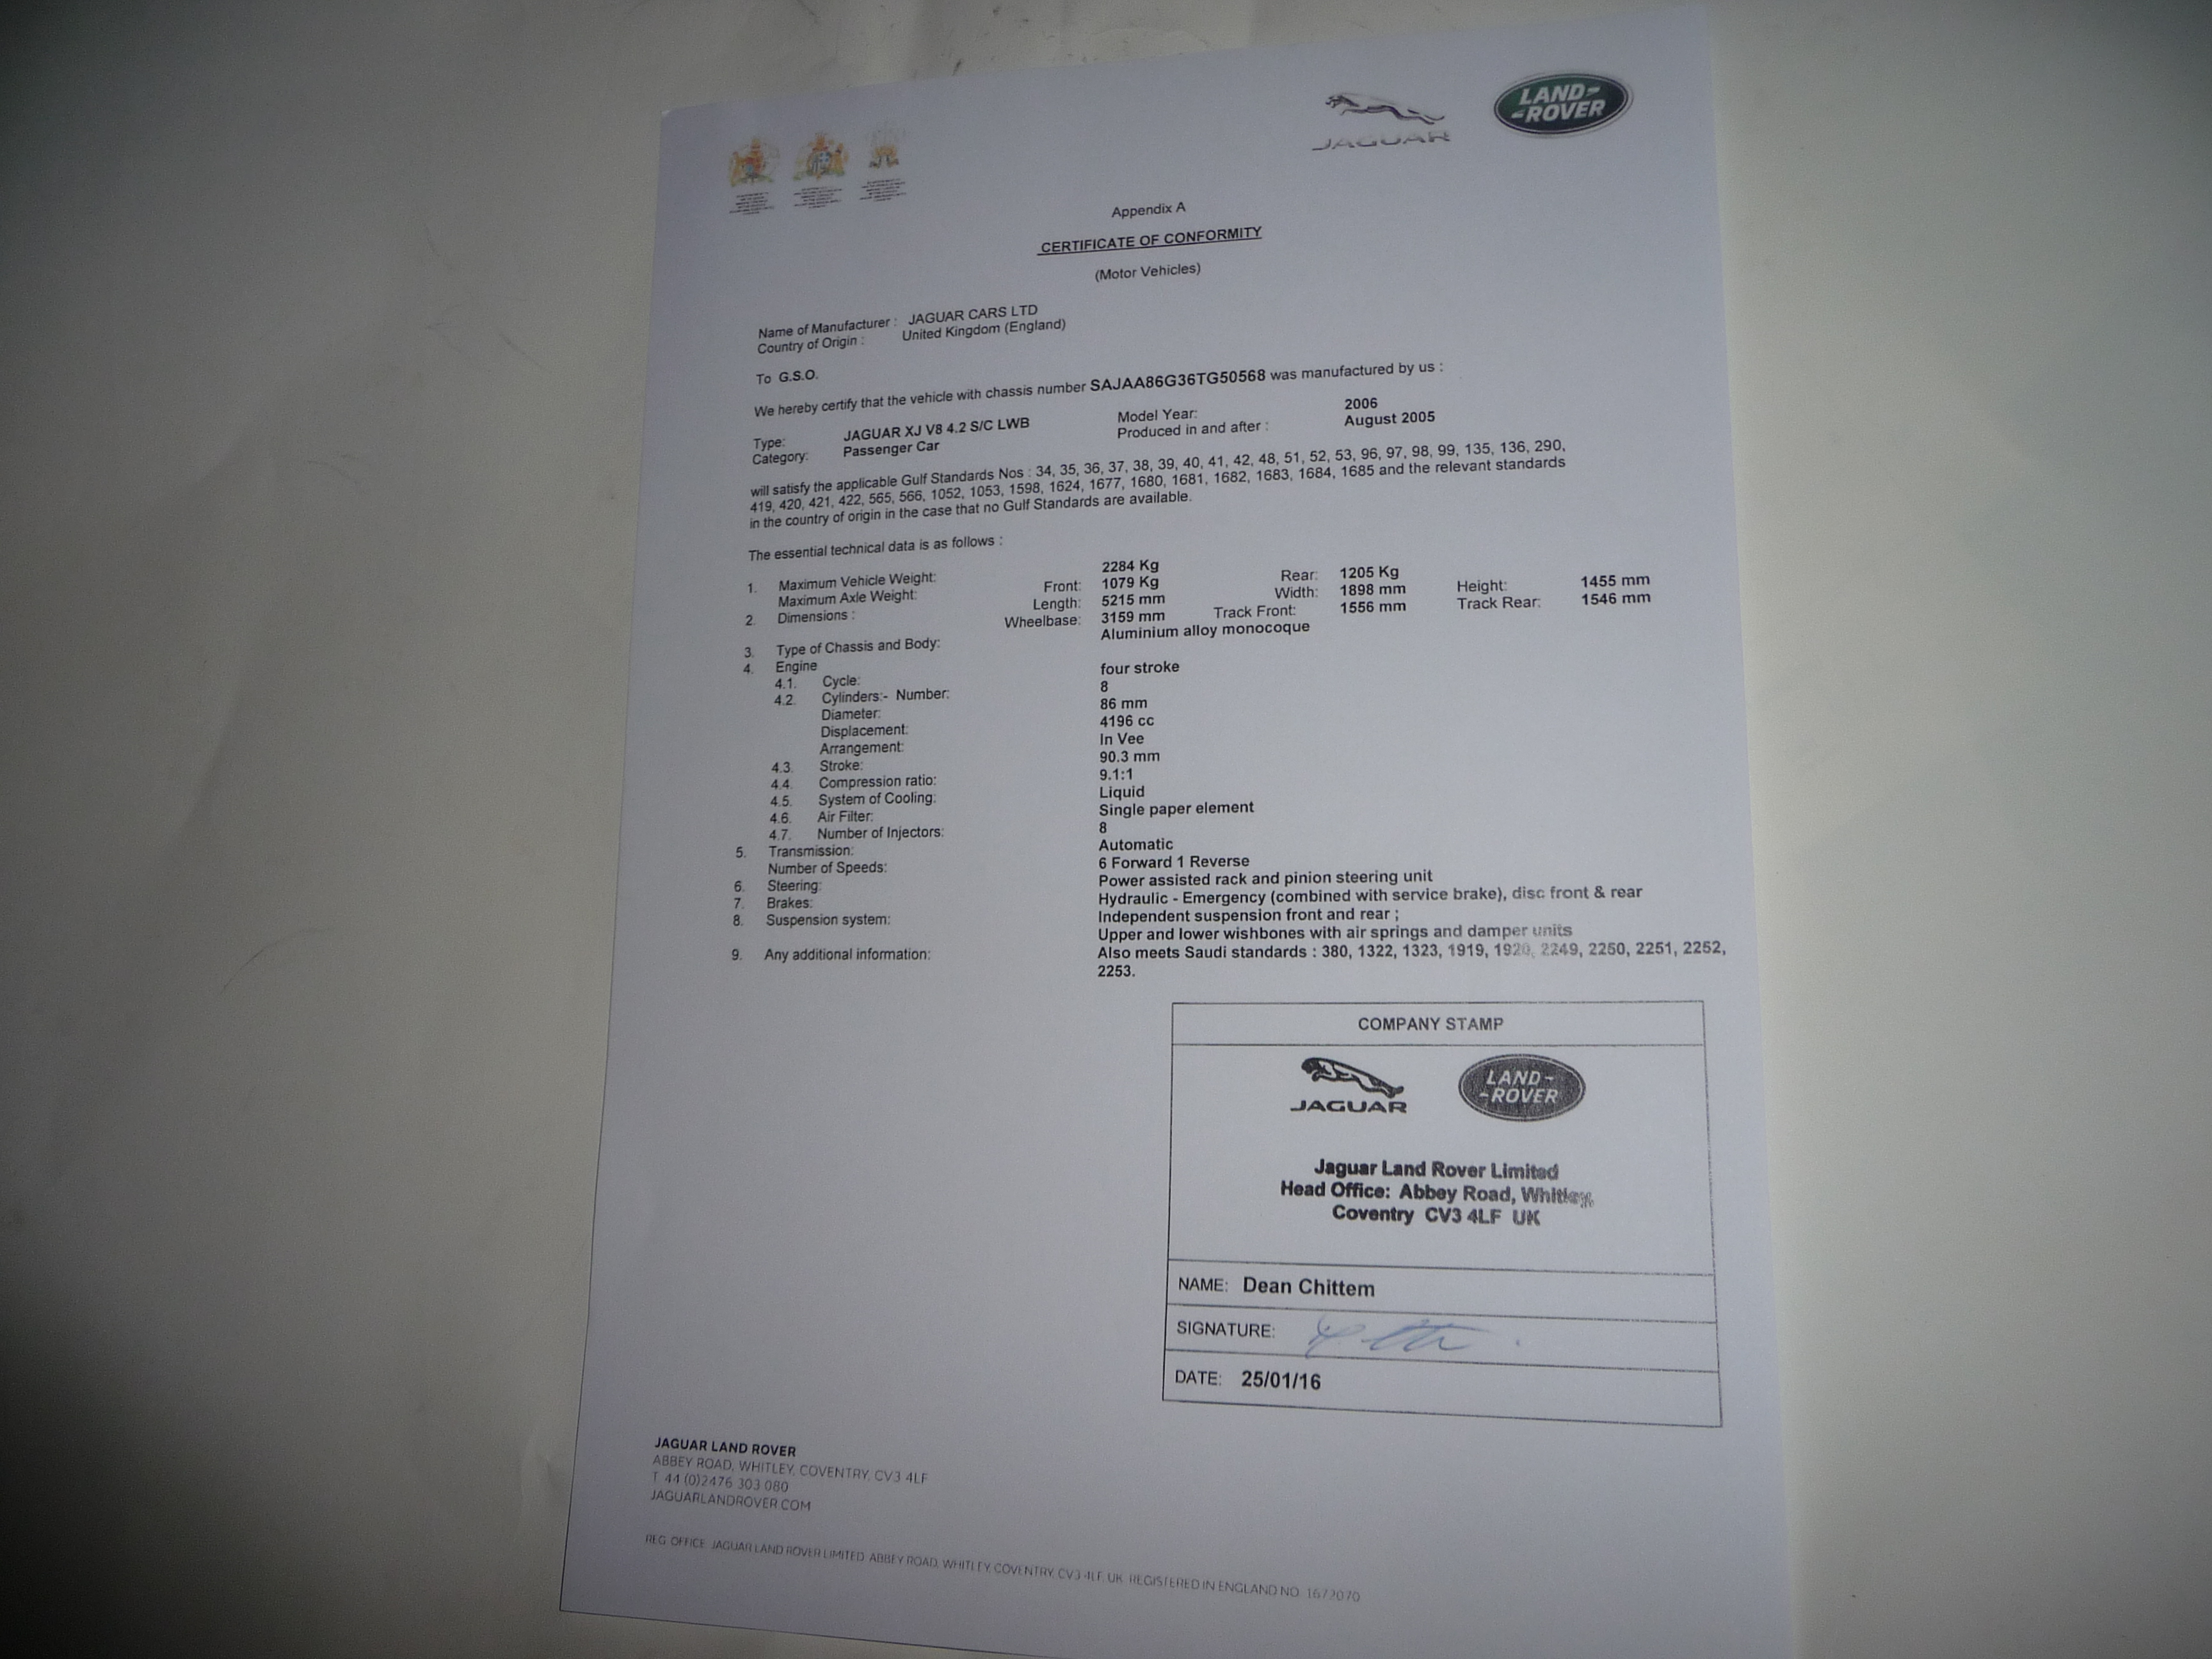 JAGUAR
LAND-
-ROVER
Appendix A
CERTIFICATE OF CONFORMITY
(Motor Vehicles)
Name of Manufacturer : JAGUAR CARS LTD
Country of Origin : United Kingdom (England)
To G.S.O.
We hereby certify that the vehicle with chassis number SAJAA86G36TG50568 was manufactured by us :
Type: JAGUAR XJ V8 4.2 S/C LWB Model Year: 2006
Category: Passenger Car Produced in and after : August 2005
will satisfy the applicable Gulf Standards Nos : 34, 35, 36, 37, 38, 39, 40, 41, 42, 48, 51, 52, 53, 96, 97, 98, 99, 135, 136, 290,
419, 420, 421, 422, 565, 566, 1052, 1053, 1598, 1624, 1677, 1680, 1681, 1682, 1683, 1684, 1685 and the relevant standards
in the country of origin in the case that no Gulf Standards are available.
The essential technical data is as follows :
1. Maximum Vehicle Weight: 2284 Kg
Maximum Axle Weight: Front: 1079 Kg Rear: 1205 Kg
2. Dimensions : Length: 5215 mm Width: 1898 mm Height: 1455 mm
Wheelbase: 3159 mm Track Front: 1556 mm Track Rear: 1546 mm
3. Type of Chassis and Body: Aluminium alloy monocoque
4. Engine
4.1. Cycle: four stroke
4.2. Cylinders:- Number: 8
Diameter: 86 mm
Displacement: 4196 cc
Arrangement: In Vee
4.3. Stroke: 90.3 mm
4.4. Compression ratio: 9.1:1
4.5. System of Cooling: Liquid
4.6. Air Filter: Single paper element
4.7. Number of Injectors: 8
5. Transmission: Automatic
Number of Speeds: 6 Forward 1 Reverse
6. Steering: Power assisted rack and pinion steering unit
7. Brakes: Hydraulic - Emergency (combined with service brake), disc front & rear
8. Suspension system: Independent suspension front and rear ;
Upper and lower wishbones with air springs and damper units
9. Any additional information: Also meets Saudi standards : 380, 1322, 1323, 1919, 1920, 2249, 2250, 2251, 2252,
2253.
COMPANY STAMP
JAGUAR
LAND-
-ROVER
Jaguar Land Rover Limited
Head Office: Abbey Road, Whitley,
Coventry CV3 4LF UK
NAME: Dean Chittem
SIGNATURE:
DATE: 25/01/16
JAGUAR LAND ROVER
ABBEY ROAD, WHITLEY, COVENTRY, CV3 4LF
T 44 (0)2476 303 080
JAGUARLANDROVER.COM
REG. OFFICE. JAGUAR LAND ROVER LIMITED. ABBEY ROAD, WHITLEY, COVENTRY, CV3 4LF, UK REGISTERED IN ENGLAND NO. 1672070